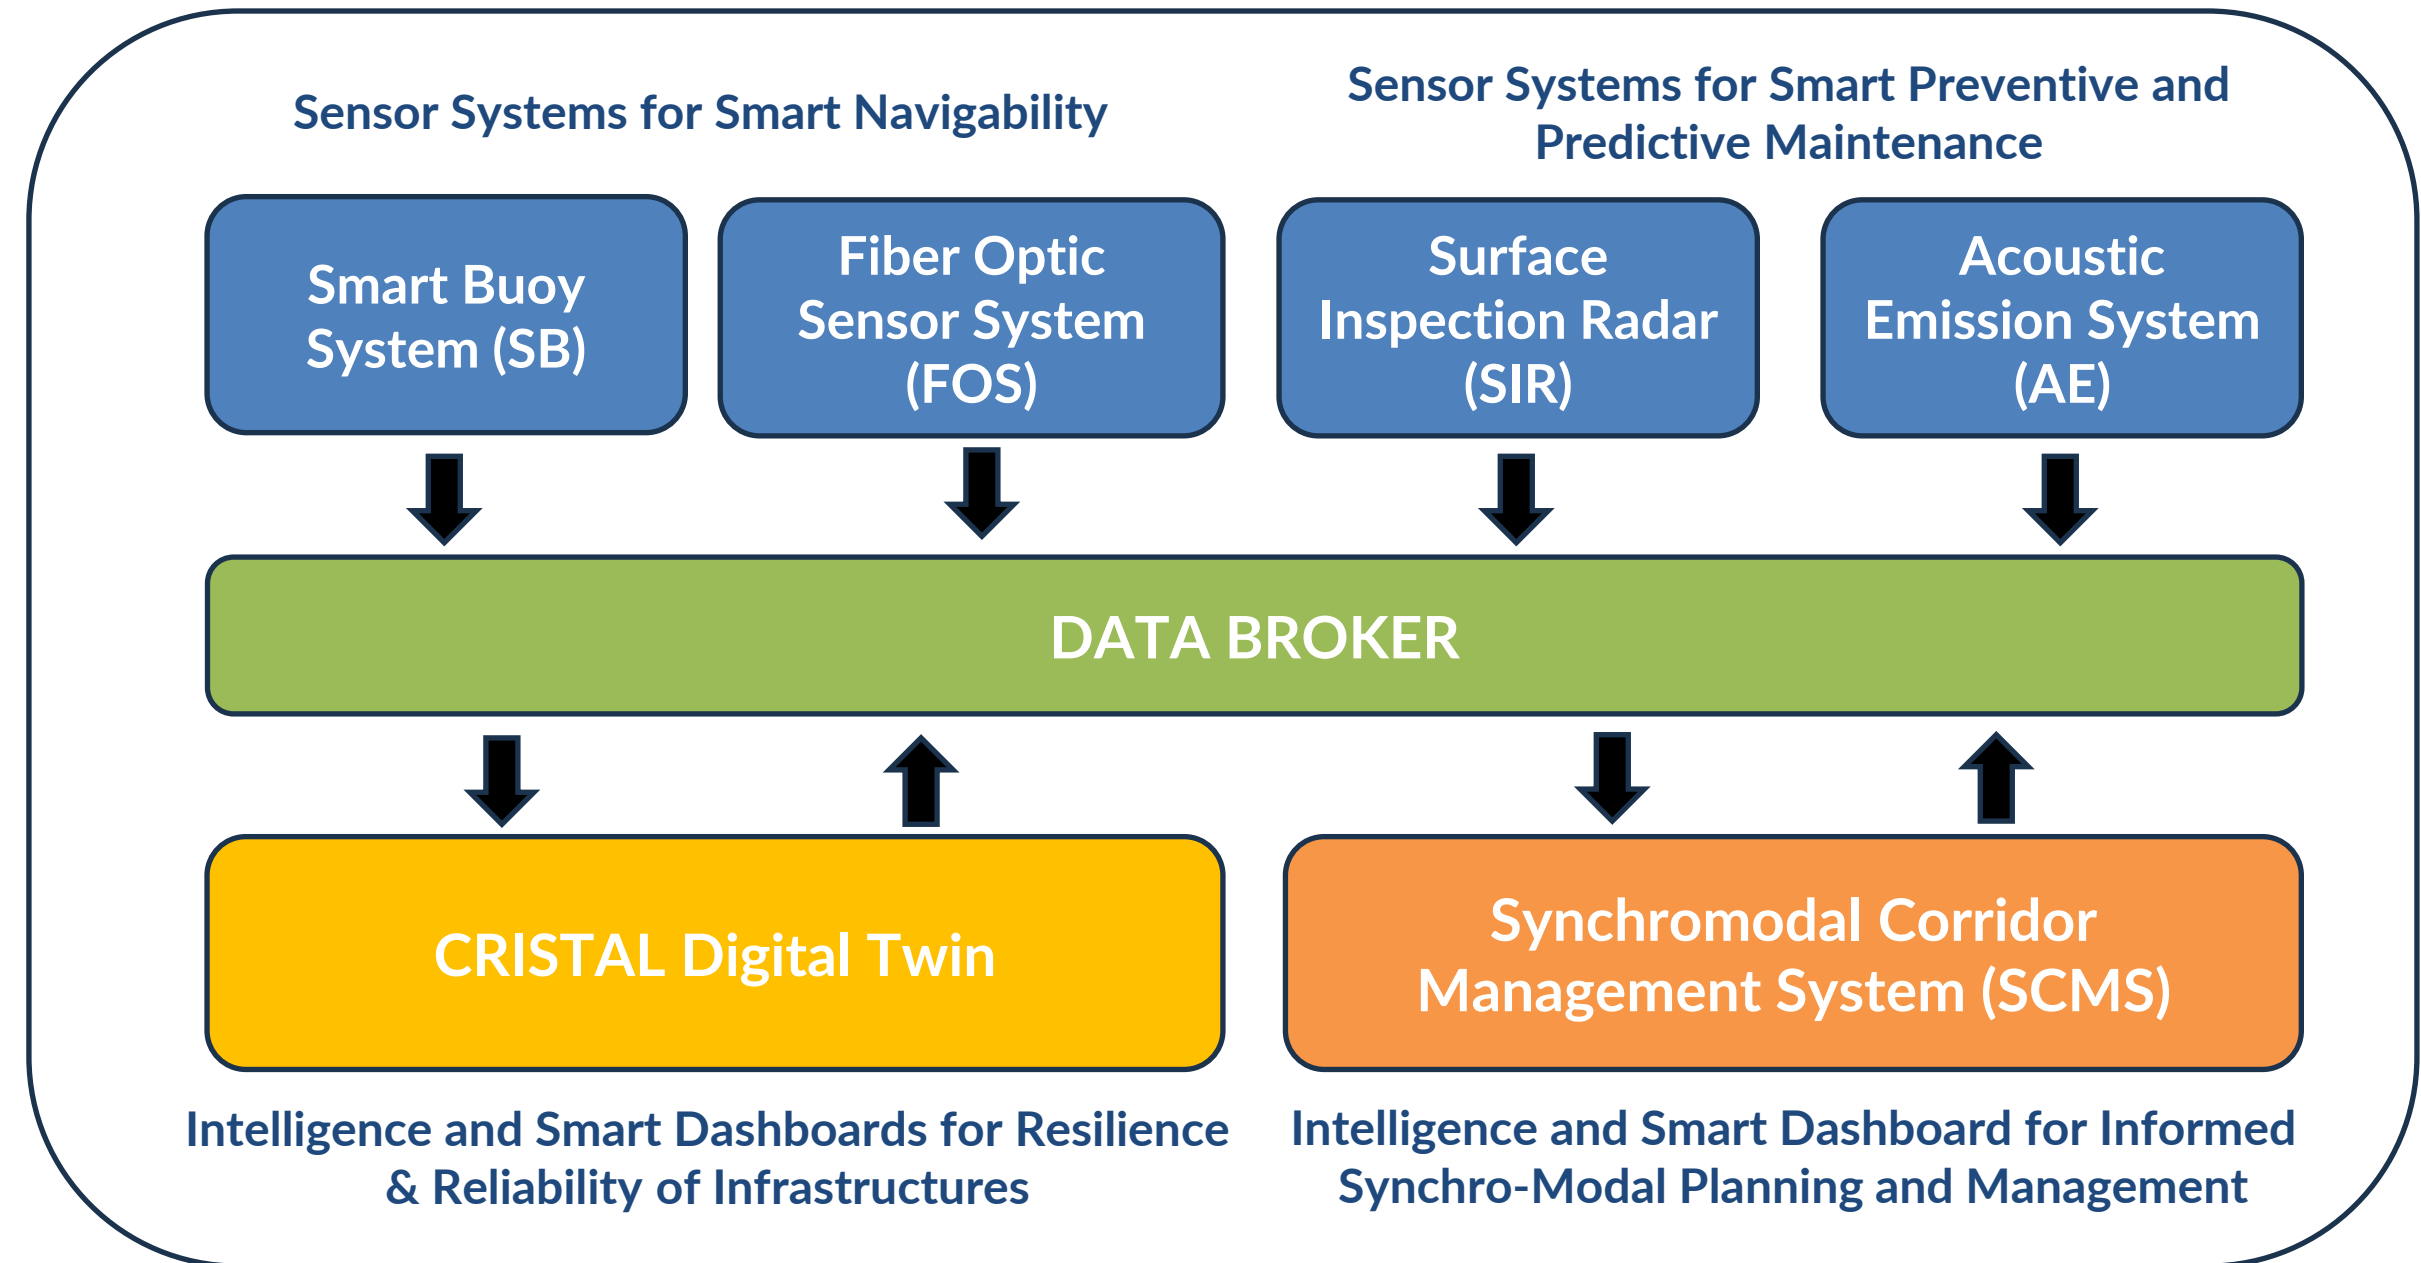 Sensor Systems for Smart Navigability
Sensor Systems for Smart Preventive and
Predictive Maintenance
Smart Buoy
System (SB)
Fiber Optic
Sensor System
(FOS)
Surface
Inspection Radar
(SIR)
Acoustic
Emission System
(AE)
DATA BROKER
CRISTAL Digital Twin
Synchromodal Corridor
Management System (SCMS)
Intelligence and Smart Dashboards for Resilience
& Reliability of Infrastructures
Intelligence and Smart Dashboard for Informed
Synchro-Modal Planning and Management